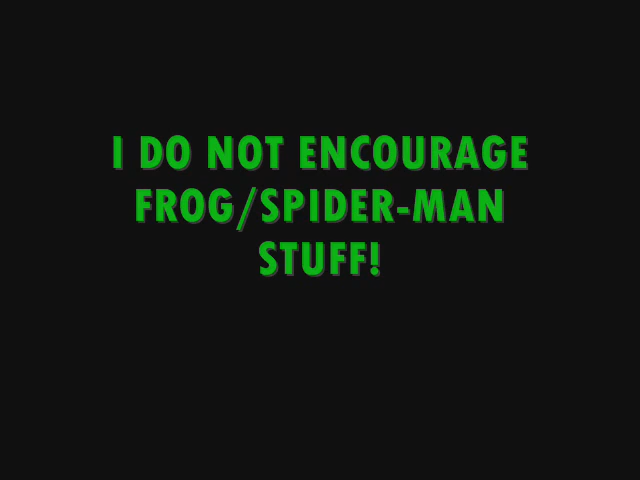 I DO NOT ENCOURAGE
FROG/SPIDER-MAN
STUFF!